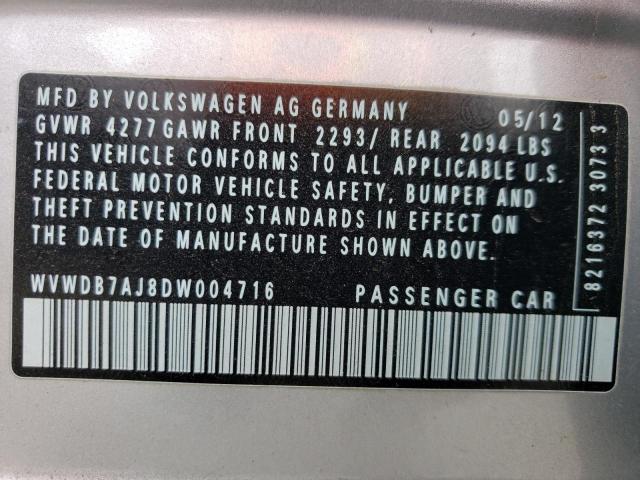 MFD BY VOLKSWAGEN AG GERMANY 05/12
GVWR 4277 GAWR FRONT 2293/ REAR 2094 LBS
THIS VEHICLE CONFORMS TO ALL APPLICABLE U.S.
FEDERAL MOTOR VEHICLE SAFETY, BUMPER AND
THEFT PREVENTION STANDARDS IN EFFECT ON
THE DATE OF MANUFACTURE SHOWN ABOVE.
WVWDB7AJ8DW004716 PASSENGER CAR
8216372 3073 3